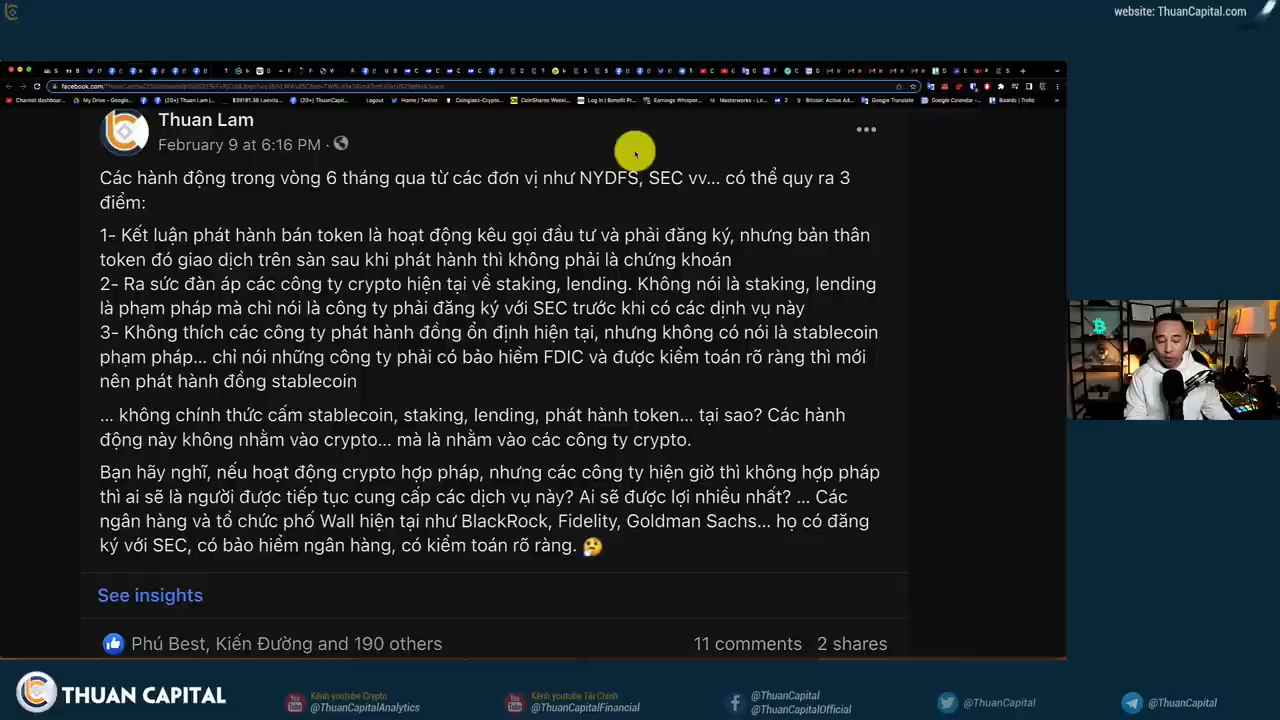 website: ThuanCapital.com
Thuan Lam
February 9 at 6:16 PM ·
Các hành động trong vòng 6 tháng qua từ các đơn vị như NYDFS, SEC vv... có thể quy ra 3
điểm:
1- Kết luận phát hành bán token là hoạt động kêu gọi đầu tư và phải đăng ký, nhưng bản thân
token đó giao dịch trên sàn sau khi phát hành thì không phải là chứng khoán
2- Ra sức đàn áp các công ty crypto hiện tại về staking, lending. Không nói là staking, lending
là phạm pháp mà chỉ nói là công ty phải đăng ký với SEC trước khi có các dịnh vụ này
3- Không thích các công ty phát hành đồng ổn định hiện tại, nhưng không có nói là stablecoin
phạm pháp... chỉ nói những công ty phải có bảo hiểm FDIC và được kiểm toán rõ ràng thì mới
nên phát hành đồng stablecoin
... không chính thức cấm stablecoin, staking, lending, phát hành token... tại sao? Các hành
động này không nhằm vào crypto... mà là nhằm vào các công ty crypto.
Bạn hãy nghĩ, nếu hoạt động crypto hợp pháp, nhưng các công ty hiện giờ thì không hợp pháp
thì ai sẽ là người được tiếp tục cung cấp các dịch vụ này? Ai sẽ được lợi nhiều nhất? ... Các
ngân hàng và tổ chức phố Wall hiện tại như BlackRock, Fidelity, Goldman Sachs... họ có đăng
ký với SEC, có bảo hiểm ngân hàng, có kiểm toán rõ ràng. 🤔
See insights
Phú Best, Kiến Đường and 190 others
11 comments 2 shares
THUAN CAPITAL
Kênh youtube Crypto
@ThuanCapitalAnalytics
Kênh youtube Tài Chính
@ThuanCapitalFinancial
@ThuanCapital
@ThuanCapitalOfficial
@ThuanCapital
@ThuanCapital